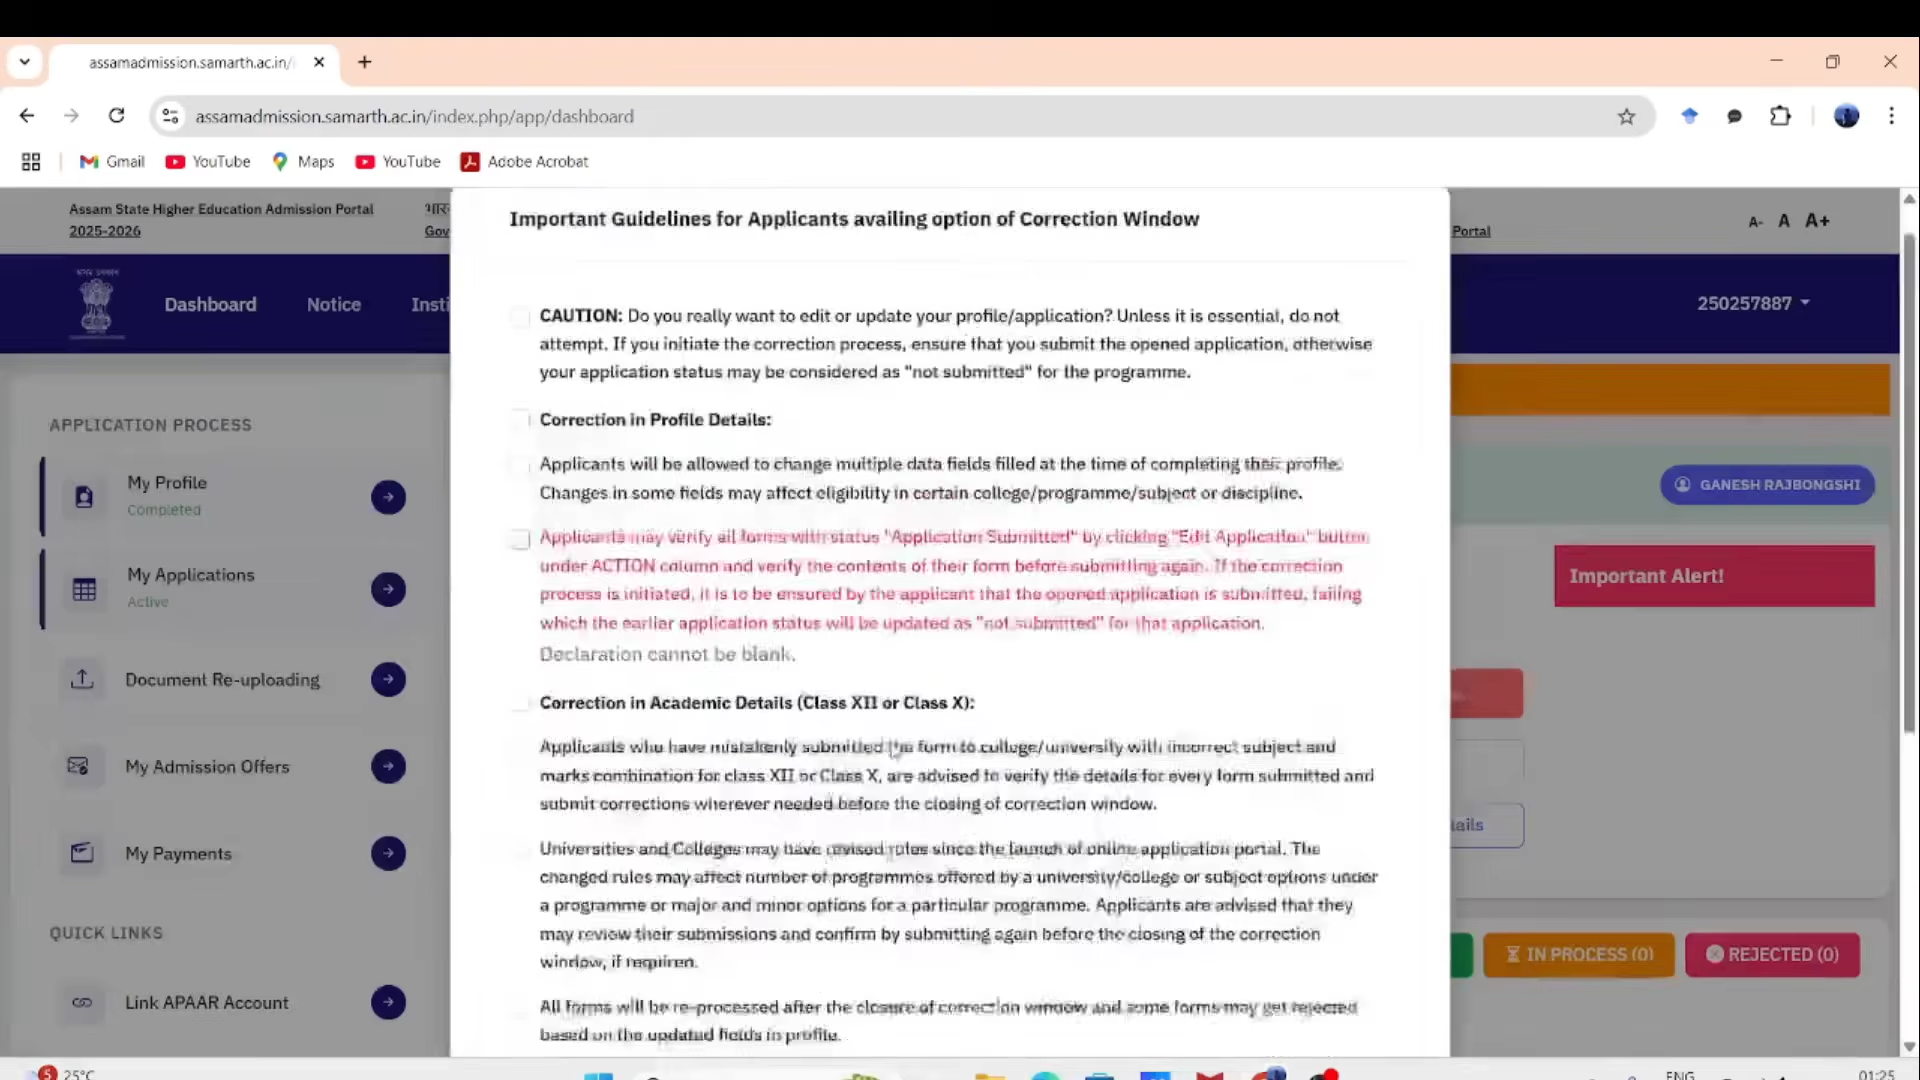 assamadmission.samarth.ac.in/
assamadmission.samarth.ac.in/index.php/app/dashboard
Gmail YouTube Maps YouTube Adobe Acrobat
Assam State Higher Education Admission Portal
2025-2026
Gov
Portal
A- A A+
Dashboard Notice Insti
250257887
APPLICATION PROCESS
My Profile
Completed
My Applications
Active
Document Re-uploading
My Admission Offers
My Payments
QUICK LINKS
Link APAAR Account
Important Guidelines for Applicants availing option of Correction Window
CAUTION: Do you really want to edit or update your profile/application? Unless it is essential, do not
attempt. If you initiate the correction process, ensure that you submit the opened application, otherwise
your application status may be considered as "not submitted" for the programme.
Correction in Profile Details:
Applicants will be allowed to change multiple data fields filled at the time of completing their profile.
Changes in some fields may affect eligibility in certain college/programme/subject or discipline.
Applicants may verify all forms with status "Application Submitted" by clicking "Edit Application" button
under ACTION column and verify the contents of their form before submitting again. If the correction
process is initiated, it is to be ensured by the applicant that the opened application is submitted, failing
which the earlier application status will be updated as "not submitted" for that application.
Declaration cannot be blank.
Correction in Academic Details (Class XII or Class X):
Applicants who have mistakenly submitted the form to college/university with incorrect subject and
marks combination for class XII or Class X, are advised to verify the details for every form submitted and
submit corrections wherever needed before the closing of correction window.
Universities and Colleges may have revised rules since the launch of online application portal. The
changed rules may affect number of programmes offered by a university/college or subject options under
a programme or major and minor options for a particular programme. Applicants are advised that they
may review their submissions and confirm by submitting again before the closing of the correction
window, if required.
All forms will be re-processed after the closure of correction window and some forms may get rejected
based on the updated fields in profile.
GANESH RAJBONGSHI
Important Alert!
tails
IN PROCESS (0) REJECTED (0)
5 25°C
ENG 01:25